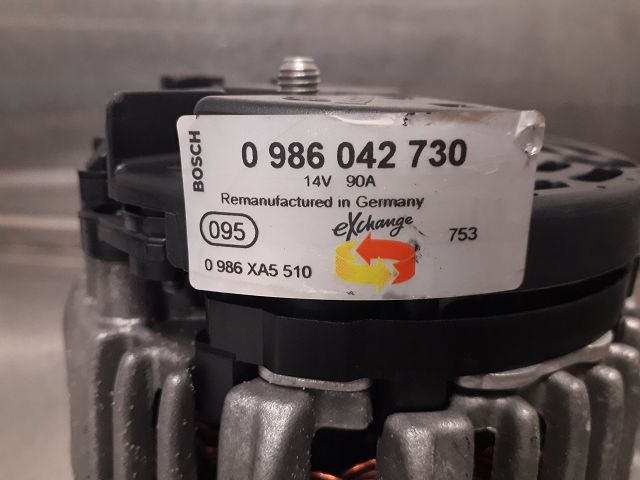 BOSCH
0 986 042 730
14V 90A
Remanufactured in Germany
095
eXchange
753
0 986 XA5 510